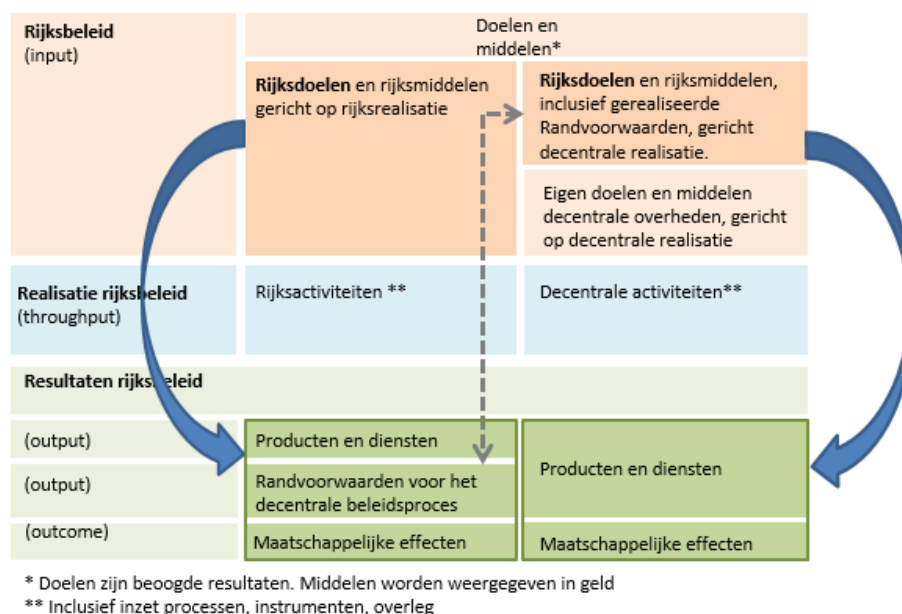 Rijksbeleid
(input)
Doelen en
middelen*
Rijksdoelen en rijksmiddelen
gericht op rijksrealisatie
Rijksdoelen en rijksmiddelen,
inclusief gerealiseerde
Randvoorwaarden, gericht
decentrale realisatie.
Eigen doelen en middelen
decentrale overheden, gericht
op decentrale realisatie
Realisatie rijksbeleid
(throughput)
Rijksactiviteiten **
Decentrale activiteiten**
Resultaten rijksbeleid
(output)
Producten en diensten
(output)
Randvoorwaarden voor het
decentrale beleidsproces
Producten en diensten
(outcome)
Maatschappelijke effecten
Maatschappelijke effecten
* Doelen zijn beoogde resultaten. Middelen worden weergegeven in geld
** Inclusief inzet processen, instrumenten, overleg